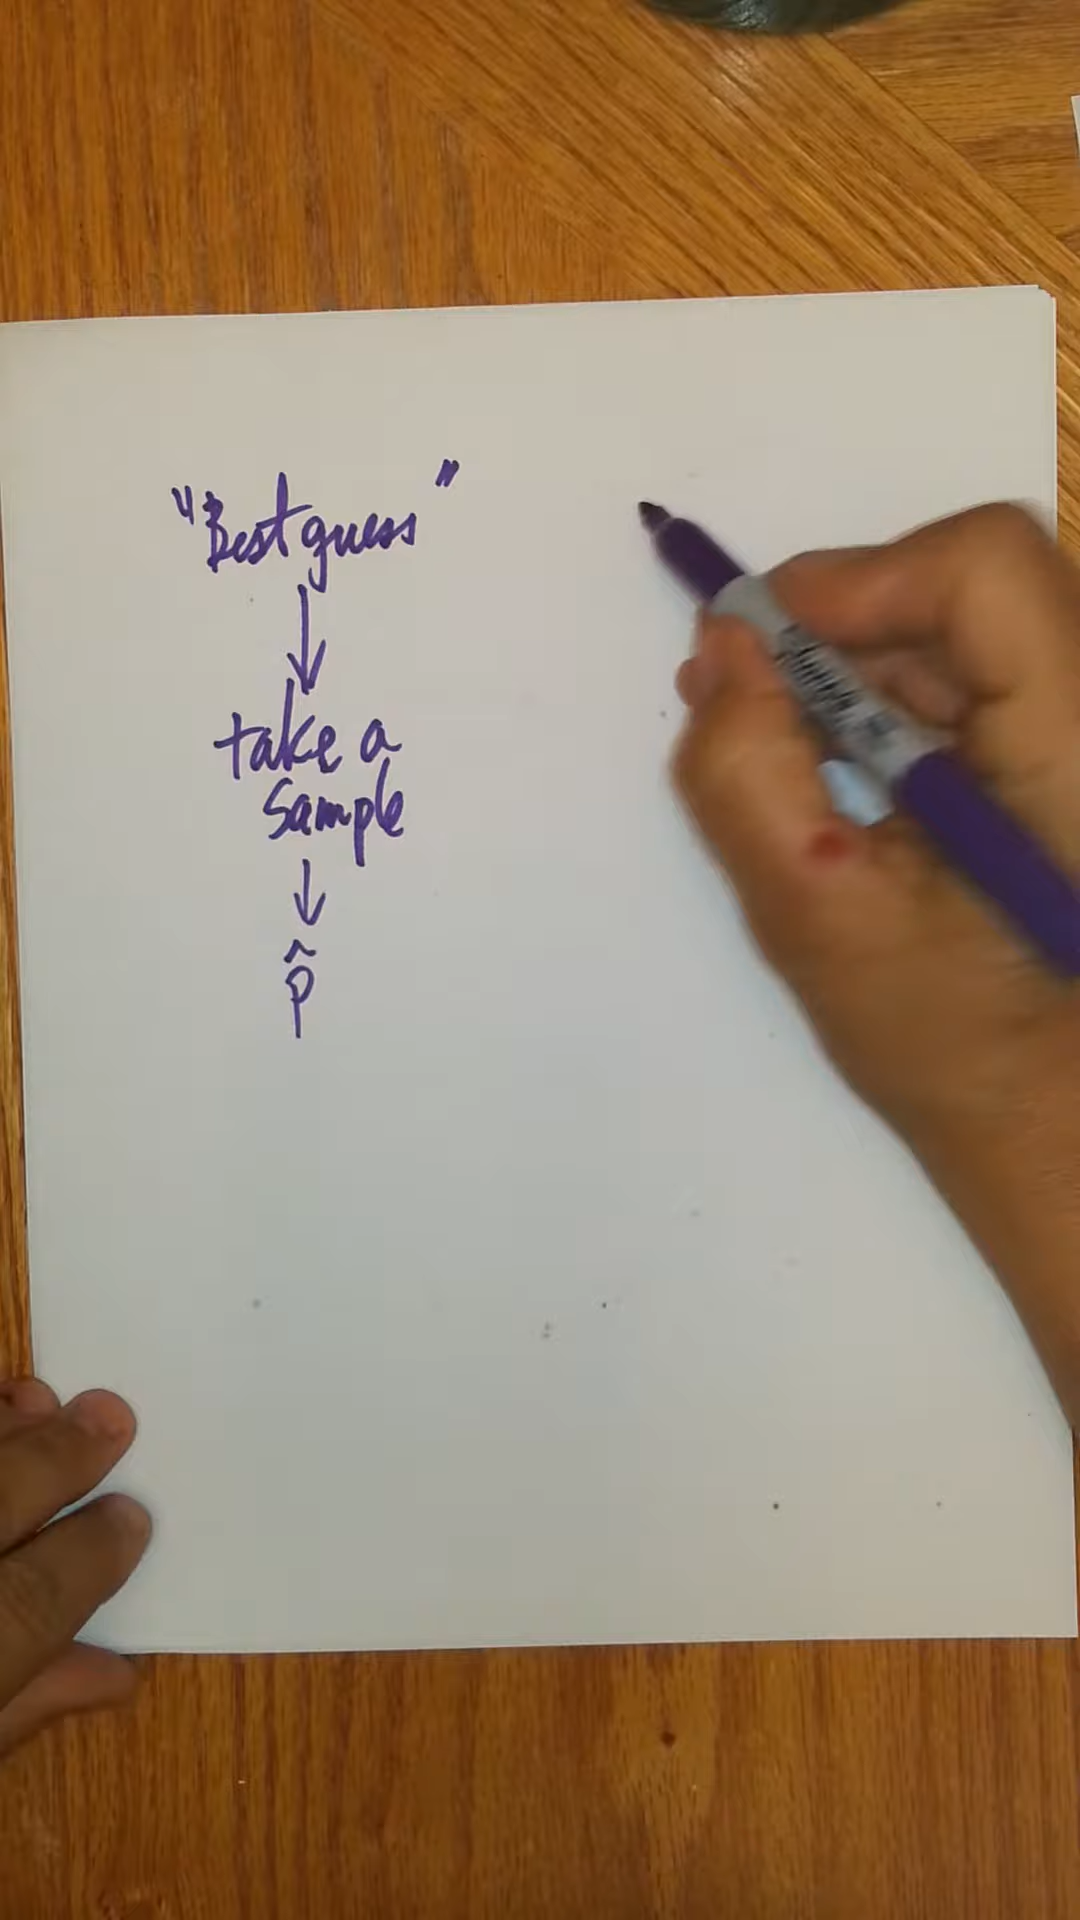 "Best guess"
↓
take a
sample
↓
p̂